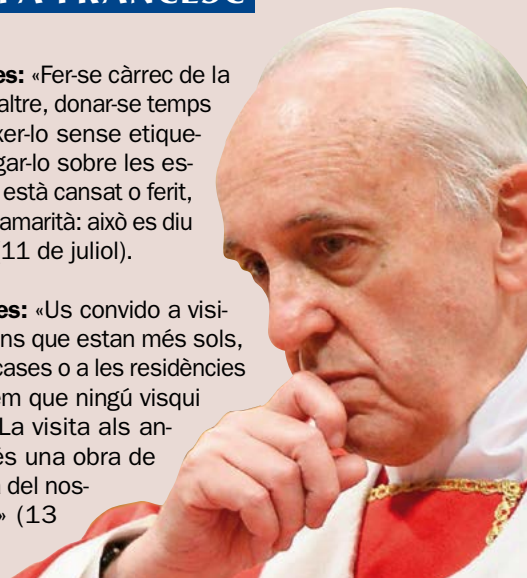 A FRANCESC
es: «Fer-se càrrec de la
altre, donar-se temps
xer-lo sense etique-
gar-lo sobre les es-
està cansat o ferit,
amarità: això es diu
11 de juliol).
es: «Us convido a visi-
ns que estan més sols,
cases o a les residències
em que ningú visqui
La visita als an-
és una obra de
del nos-
» (13